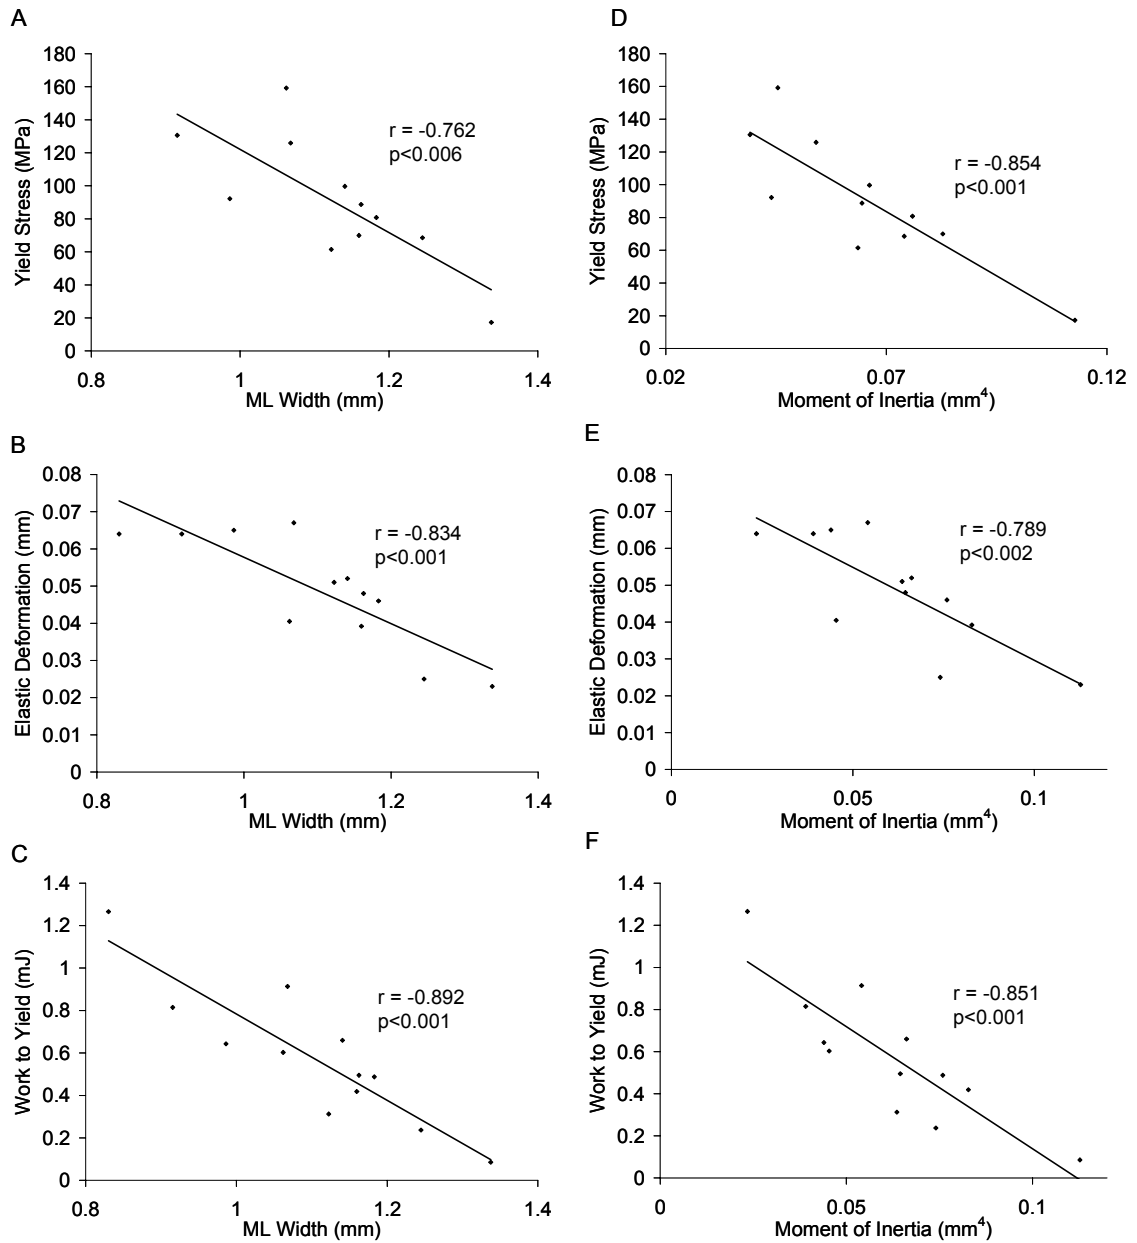 A
180
160
140
120
100
80
60
40
20
0
Yield Stress (MPa)
r = -0.762
p<0.006
0.8 1 1.2 1.4
ML Width (mm)
D
180
160
140
120
100
80
60
40
20
0
Yield Stress (MPa)
r = -0.854
p<0.001
0.02 0.07 0.12
Moment of Inertia (mm⁴)
B
0.08
0.07
0.06
0.05
0.04
0.03
0.02
0.01
0
Elastic Deformation (mm)
r = -0.834
p<0.001
0.8 1 1.2 1.4
ML Width (mm)
E
0.08
0.07
0.06
0.05
0.04
0.03
0.02
0.01
0
Elastic Deformation (mm)
r = -0.789
p<0.002
0 0.05 0.1
Moment of Inertia (mm⁴)
C
1.4
1.2
1
0.8
0.6
0.4
0.2
0
Work to Yield (mJ)
r = -0.892
p<0.001
0.8 1 1.2 1.4
ML Width (mm)
F
1.4
1.2
1
0.8
0.6
0.4
0.2
0
Work to Yield (mJ)
r = -0.851
p<0.001
0 0.05 0.1
Moment of Inertia (mm⁴)